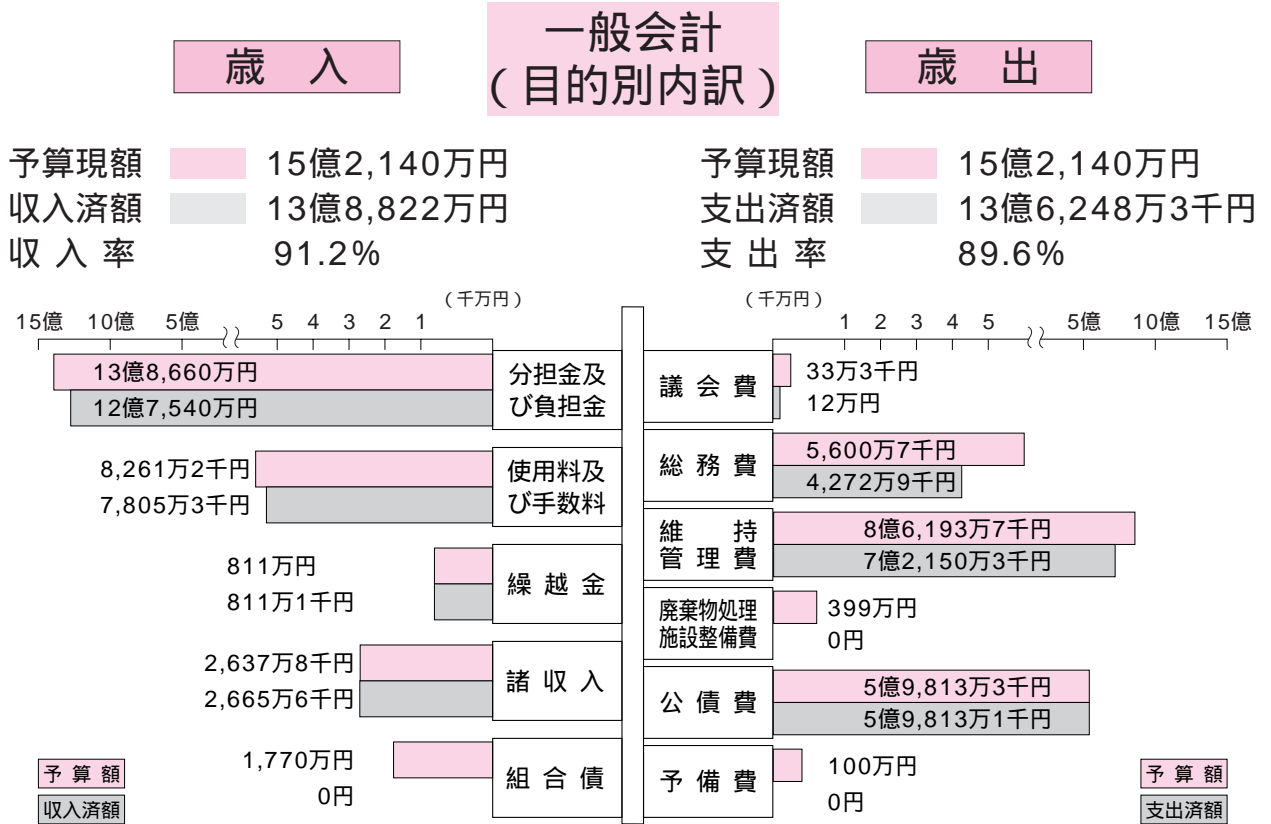 一般会計
(目的別内訳)
歳 入
予算現額 15億2,140万円
収入済額 13億8,822万円
収 入 率 91.2%
(千万円)
15億 10億 5億 5 4 3 2 1
13億8,660万円
12億7,540万円
分担金及
び負担金
8,261万2千円
7,805万3千円
使用料及
び手数料
811万円
811万1千円
繰 越 金
2,637万8千円
2,665万6千円
諸 収 入
1,770万円
0円
組 合 債
予 算 額
収入済額
歳 出
予算現額 15億2,140万円
支出済額 13億6,248万3千円
支 出 率 89.6%
(千万円)
1 2 3 4 5 5億 10億 15億
議 会 費
33万3千円
12万円
総 務 費
5,600万7千円
4,272万9千円
維 持
管 理 費
8億6,193万7千円
7億2,150万3千円
廃棄物処理
施設整備費
399万円
0円
公 債 費
5億9,813万3千円
5億9,813万1千円
予 備 費
100万円
0円
予 算 額
支出済額